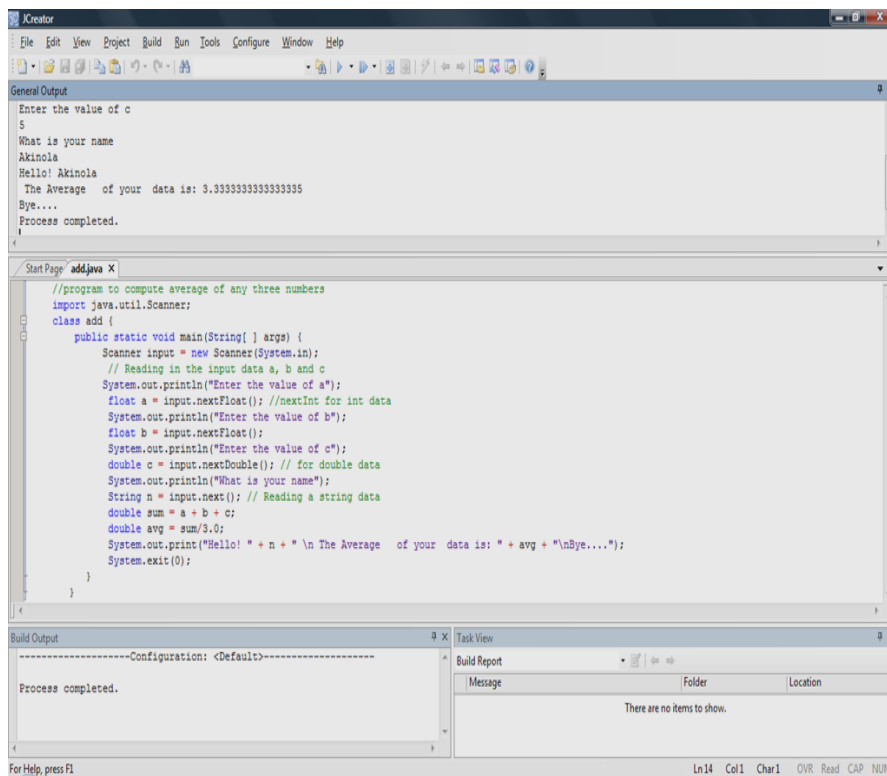 JCreator
File Edit View Project Build Run Tools Configure Window Help
General Output
Enter the value of c
5
What is your name
Akinola
Hello! Akinola
The Average of your data is: 3.3333333333333335
Bye....
Process completed.
Start Page add.java X
//program to compute average of any three numbers
import java.util.Scanner;
class add {
public static void main(String[ ] args) {
Scanner input = new Scanner(System.in);
// Reading in the input data a, b and c
System.out.println("Enter the value of a");
float a = input.nextFloat(); //nextInt for int data
System.out.println("Enter the value of b");
float b = input.nextFloat();
System.out.println("Enter the value of c");
double c = input.nextDouble(); // for double data
System.out.println("What is your name");
String n = input.next(); // Reading a string data
double sum = a + b + c;
double avg = sum/3.0;
System.out.print("Hello! " + n + " \n The Average   of your  data is: " + avg + "\nBye....");
System.exit(0);
}
}
Build Output
--------------------Configuration: <Default>--------------------
Process completed.
Task View
Build Report
Message Folder Location
There are no items to show.
For Help, press F1
Ln 14 Col 1 Char 1 OVR Read CAP NUM